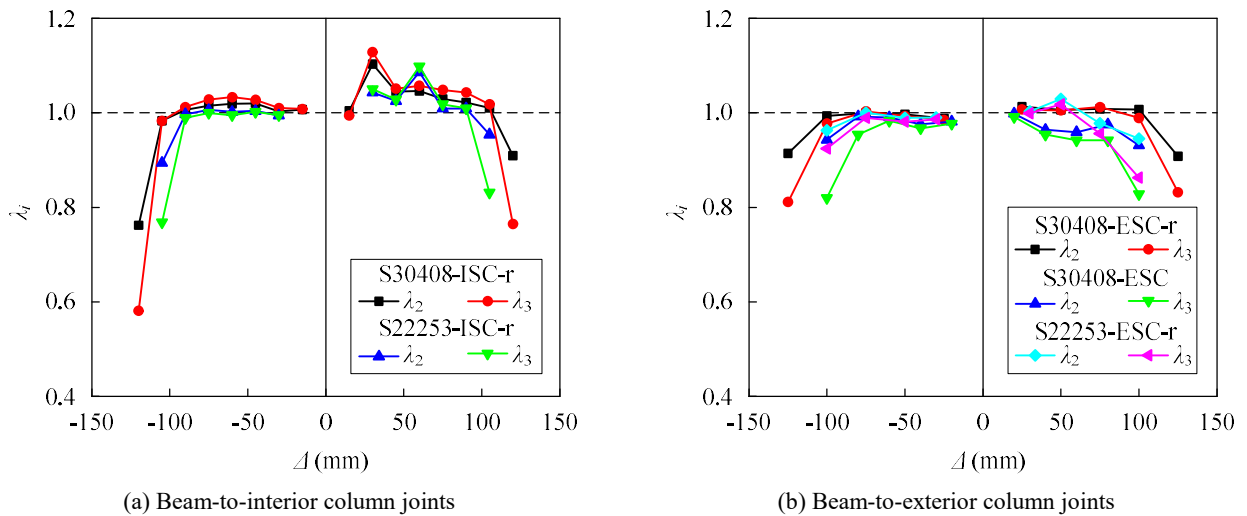 1.2
1.0
0.8
0.6
0.4
λi
-150 -100 -50 0 50 100 150
Δ (mm)
S30408-ISC-r
λ2 λ3
S22253-ISC-r
λ2 λ3
(a) Beam-to-interior column joints
1.2
1.0
0.8
0.6
0.4
λi
-150 -100 -50 0 50 100 150
Δ (mm)
S30408-ESC-r
λ2 λ3
S30408-ESC
λ2 λ3
S22253-ESC-r
λ2 λ3
(b) Beam-to-exterior column joints